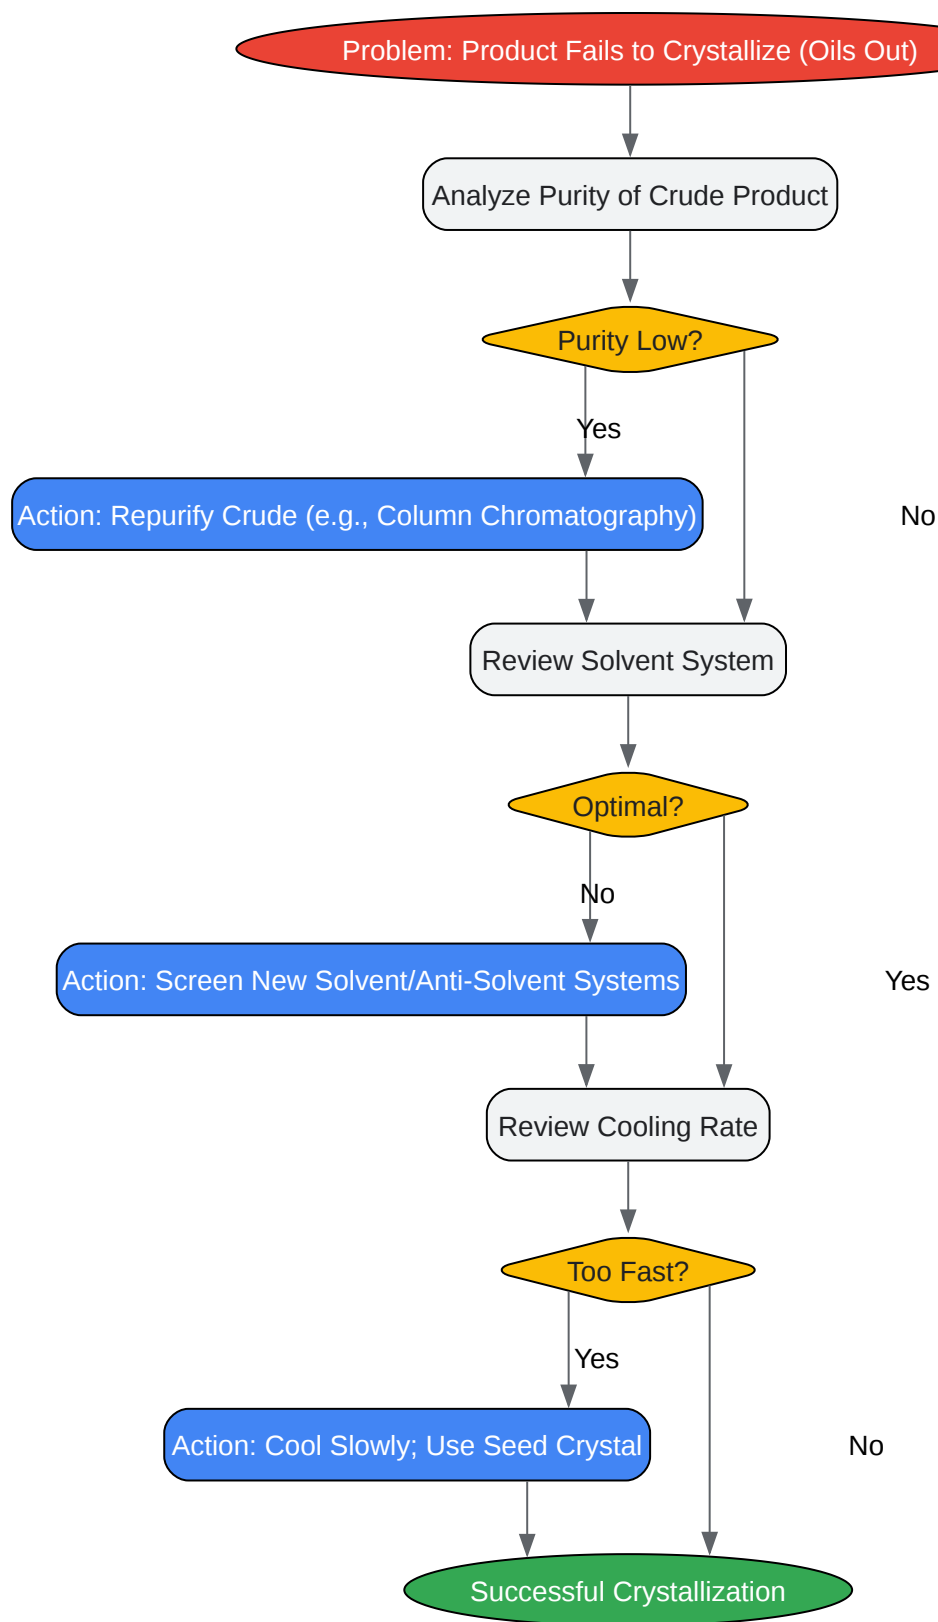 Problem: Product Fails to Crystallize (Oils Out)
Analyze Purity of Crude Product
Purity Low?
Yes
Action: Repurify Crude (e.g., Column Chromatography)
No
Review Solvent System
Optimal?
No
Action: Screen New Solvent/Anti-Solvent Systems
Yes
Review Cooling Rate
Too Fast?
Yes
Action: Cool Slowly; Use Seed Crystal
No
Successful Crystallization